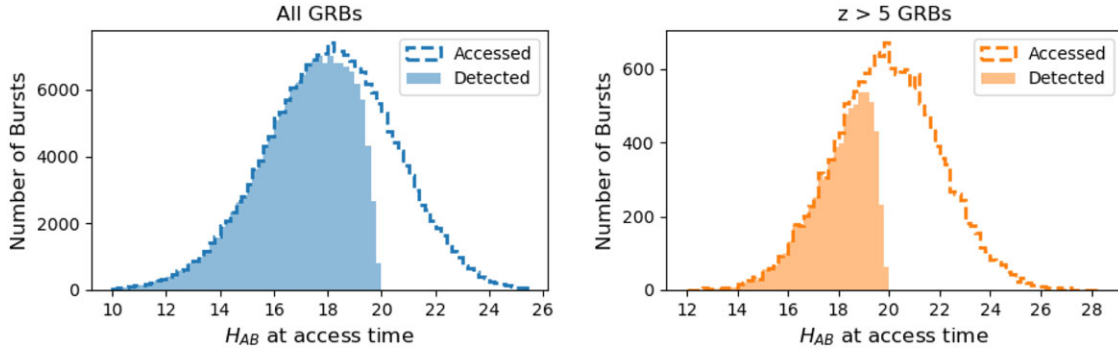 All GRBs
Accessed
Detected
Number of Bursts
6000
4000
2000
0
10 12 14 16 18 20 22 24 26
H_AB at access time
z > 5 GRBs
Accessed
Detected
Number of Bursts
600
400
200
0
12 14 16 18 20 22 24 26 28
H_AB at access time